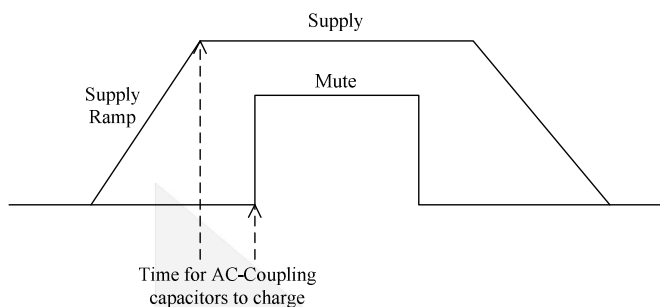 Supply
Mute
Supply
Ramp
Time for AC-Coupling
capacitors to charge